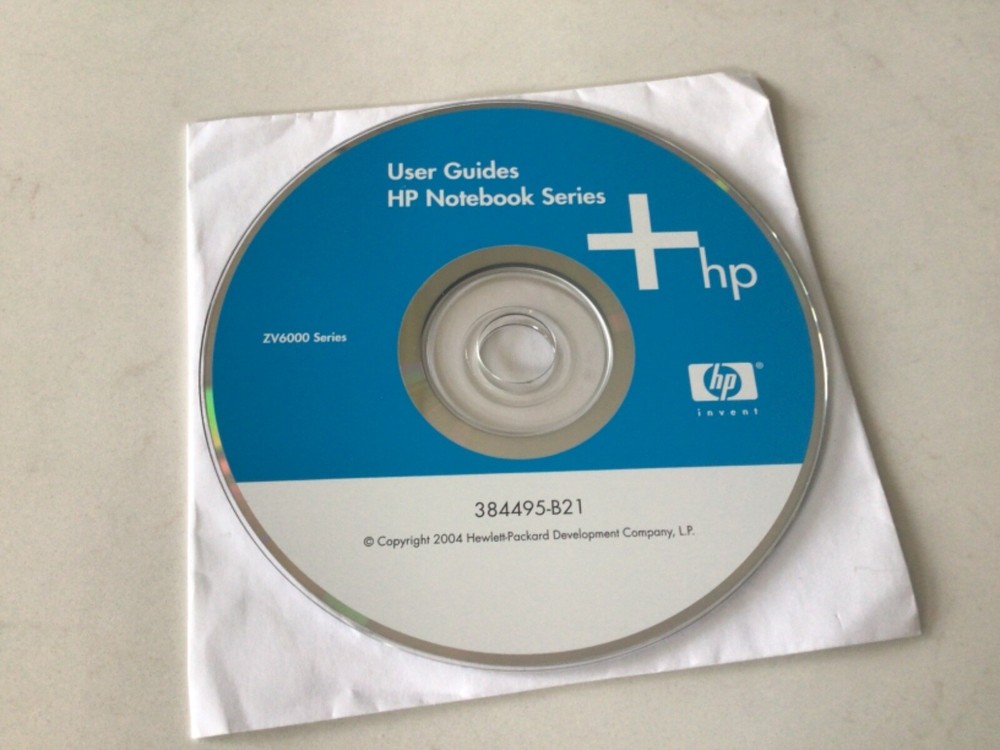 User Guides
HP Notebook Series
+hp
ZV6000 Series
hp®
invent
384495-B21
© Copyright 2004 Hewlett-Packard Development Company, L.P.